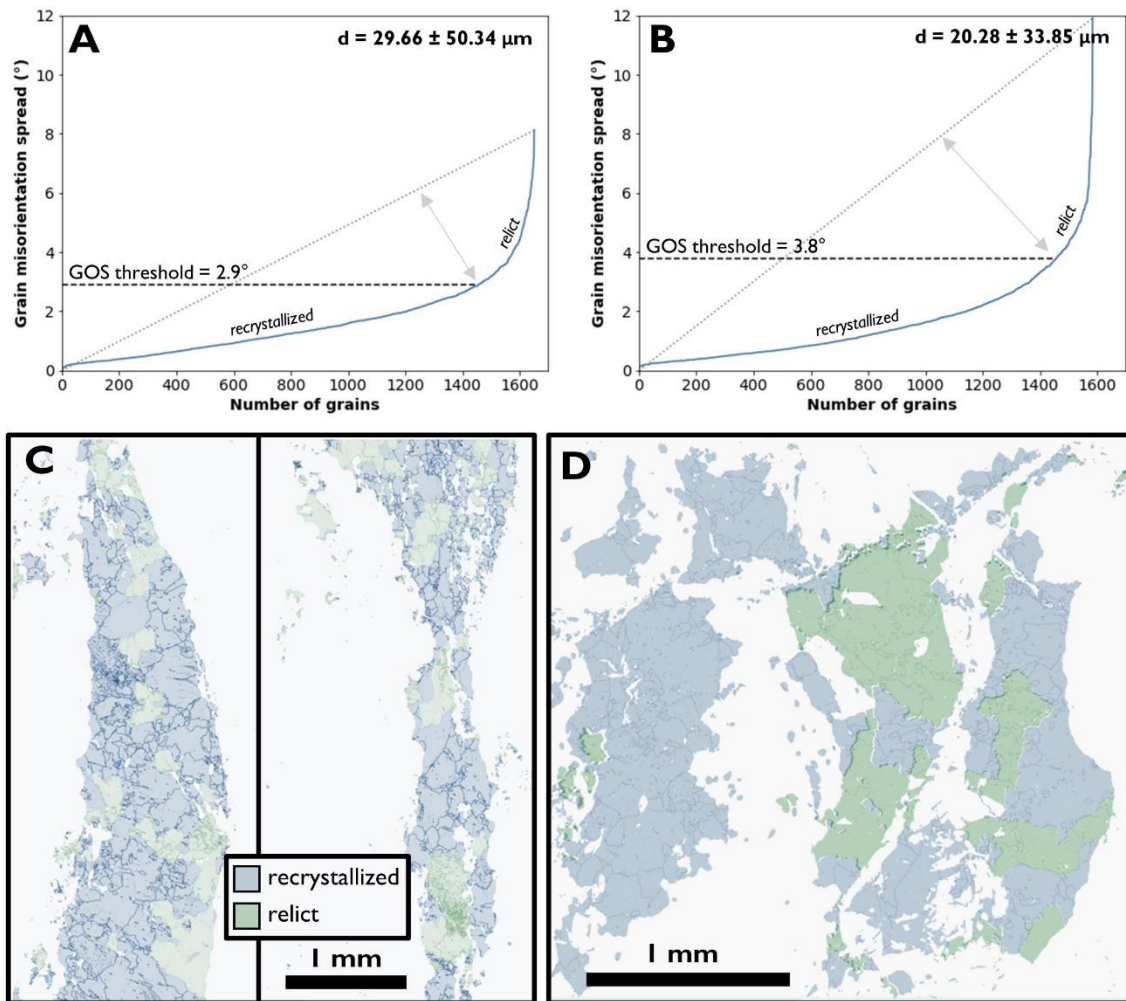 A
d = 29.66 ± 50.34 µm
Grain misorientation spread (°)
12
10
8
6
4
2
0
GOS threshold = 2.9°
recrystallized
relict
0 200 400 600 800 1000 1200 1400 1600
Number of grains
B
d = 20.28 ± 33.85 µm
Grain misorientation spread (°)
12
10
8
6
4
2
0
GOS threshold = 3.8°
recrystallized
relict
0 200 400 600 800 1000 1200 1400 1600
Number of grains
C
recrystallized
relict
1 mm
D
1 mm